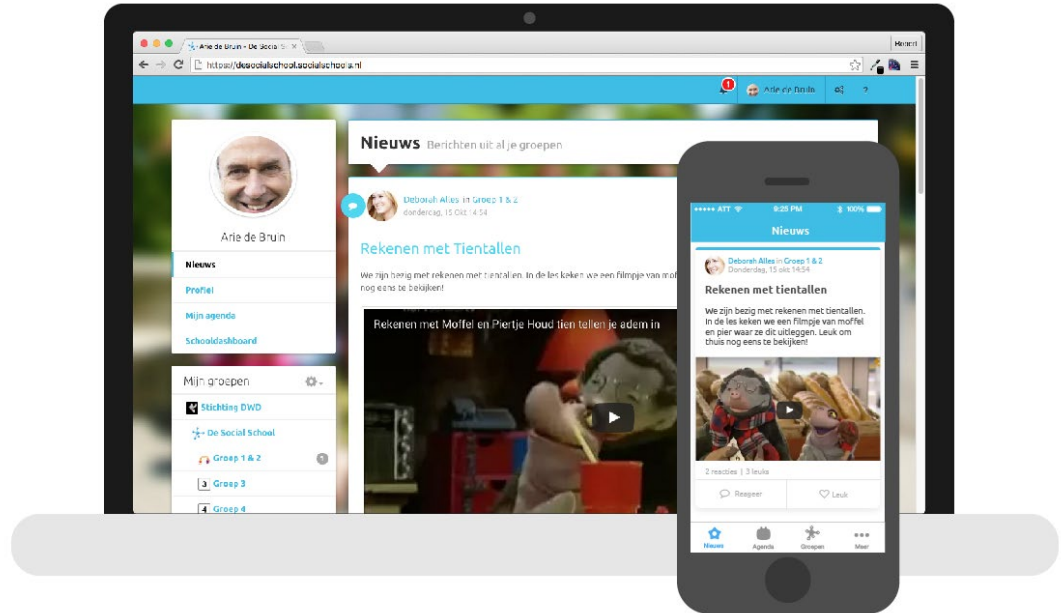 Arie de Bruin - De Social S
Robert
https://desocialschool.socialschools.nl
1
Arie de Bruin
?
Arie de Bruin
Nieuws
Profiel
Mijn agenda
Schooldashboard
Mijn groepen
Stichting DWD
De Social School
Groep 1 & 2
3 Groep 3
4 Groep 4
Nieuws Berichten uit al je groepen
Deborah Alles in Groep 1 & 2
donderdag, 15 Okt 14:54
Rekenen met Tientallen
We zijn bezig met rekenen met tientallen. In de les keken we een filmpje van mof
nog eens te bekijken!
Rekenen met Moffel en Piertje Houd tien tellen je adem in
ATT 9:25 PM 100%
Nieuws
Deborah Alles in Groep 1 & 2
Donderdag, 15 okt 14:54
Rekenen met tientallen
We zijn bezig met rekenen met tientallen.
In de les keken we een filmpje van moffel
en pier waar ze dit uitleggen. Leuk om
thuis nog eens te bekijken!
2 reacties | 3 leuks
Reageer
Leuk
Nieuws
Agenda
Groepen
Meer